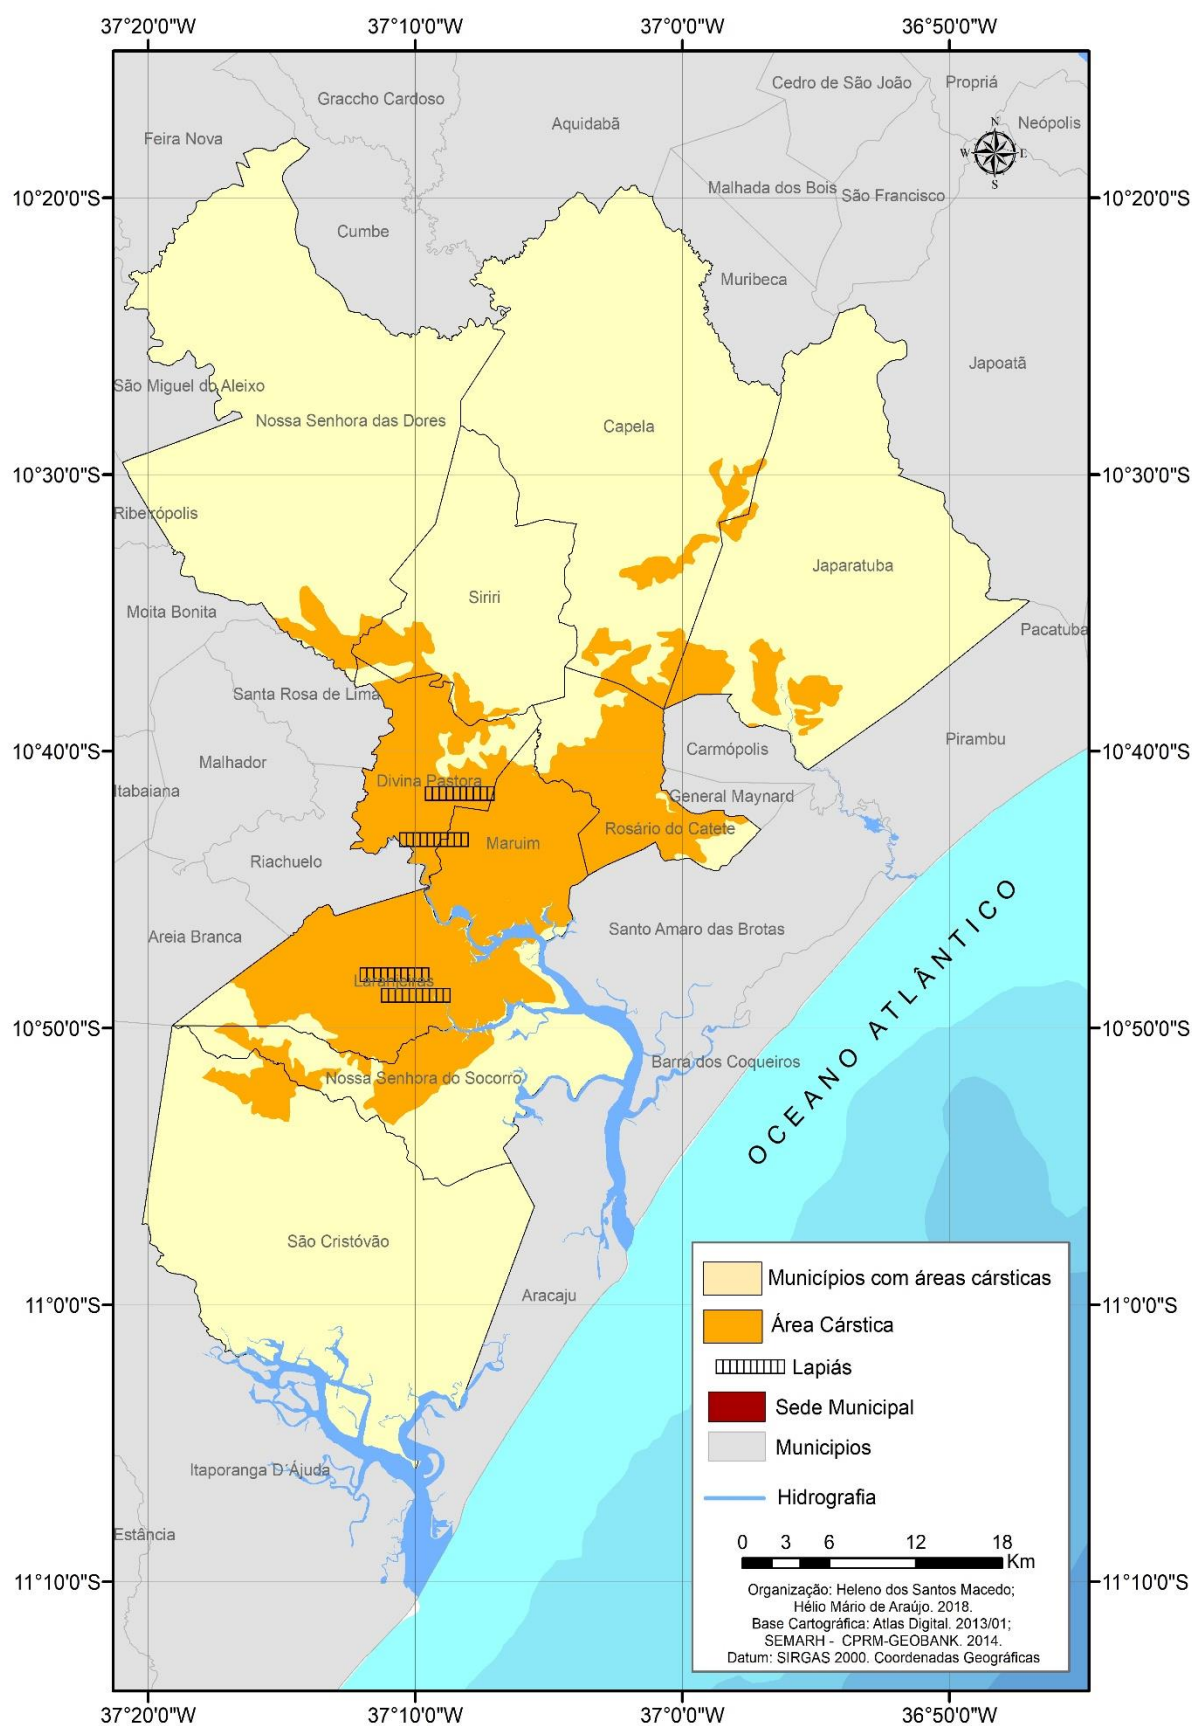 37°20'0"W
37°10'0"W
37°0'0"W
36°50'0"W
Cedro de São João
Propriá
Graccho Cardoso
Aquidabã
Neópolis
Feira Nova
N
W
E
S
10°20'0"S
Malhada dos Bois
São Francisco
10°20'0"S
Cumbe
Muribeca
Japoatã
São Miguel do Aleixo
Nossa Senhora das Dores
Capela
10°30'0"S
10°30'0"S
Ribeirópolis
Japaratuba
Siriri
Moita Bonita
Pacatuba
Santa Rosa de Lima
Pirambu
10°40'0"S
Carmópolis
10°40'0"S
Malhador
Divina Pastora
Itabaiana
General Maynard
Rosário do Catete
Maruim
Riachuelo
Santo Amaro das Brotas
Areia Branca
Laranjeiras
OCEANO ATLÂNTICO
10°50'0"S
10°50'0"S
Barra dos Coqueiros
Nossa Senhora do Socorro
São Cristóvão
Aracaju
11°0'0"S
11°0'0"S
Itaporanga D´Ájuda
Estância
11°10'0"S
11°10'0"S
Municípios com áreas cársticas
Área Cárstica
Lapiás
Sede Municipal
Municipios
Hidrografia
0 3 6 12 18
Km
Organização: Heleno dos Santos Macedo;
Hélio Mário de Araújo. 2018.
Base Cartográfica: Atlas Digital. 2013/01;
SEMARH - CPRM-GEOBANK. 2014.
Datum: SIRGAS 2000. Coordenadas Geográficas
37°20'0"W
37°10'0"W
37°0'0"W
36°50'0"W